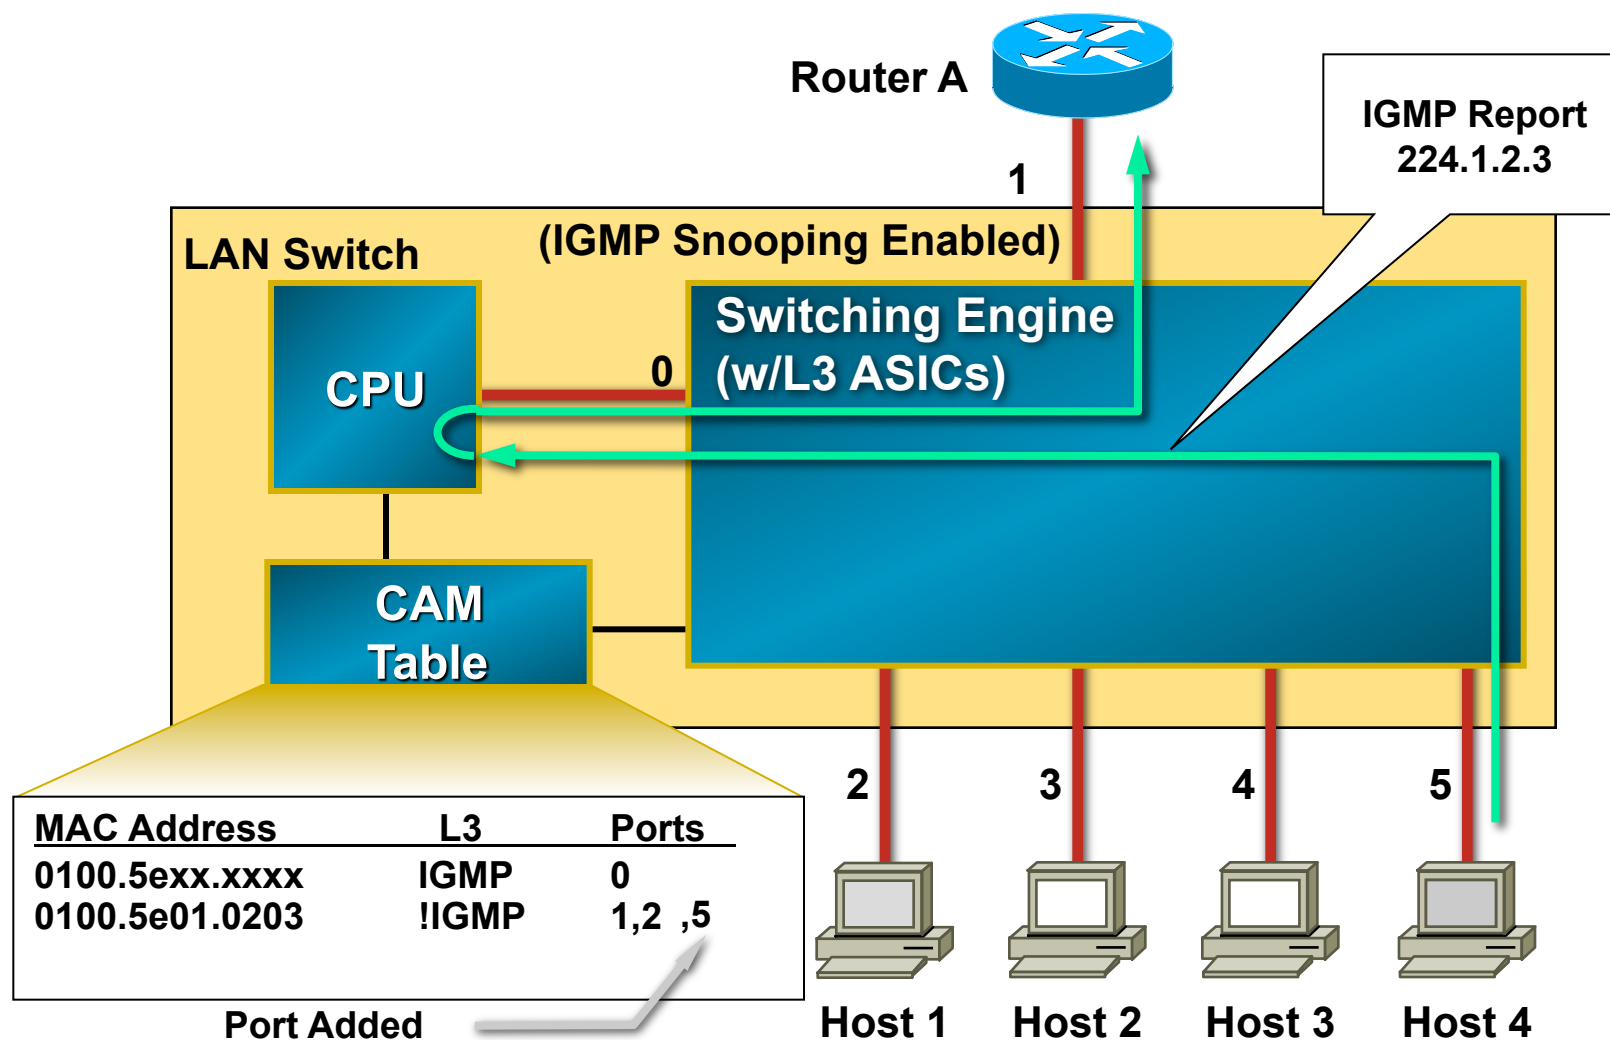 Router A
IGMP Report
224.1.2.3
1
LAN Switch
(IGMP Snooping Enabled)
CPU
0
Switching Engine
(w/L3 ASICs)
CAM
Table
2
3
4
5
MAC Address L3 Ports
0100.5exx.xxxx IGMP 0
0100.5e01.0203 !IGMP 1,2 ,5
Port Added
Host 1
Host 2
Host 3
Host 4